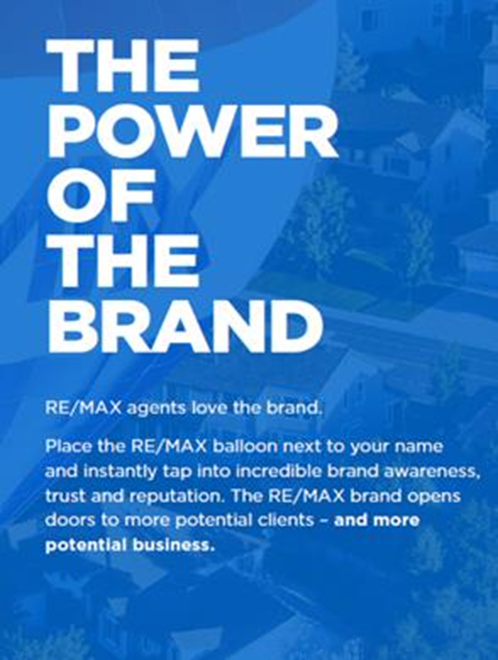 THE
POWER
OF
THE
BRAND
RE/MAX agents love the brand.
Place the RE/MAX balloon next to your name
and instantly tap into incredible brand awareness,
trust and reputation. The RE/MAX brand opens
doors to more potential clients – and more
potential business.